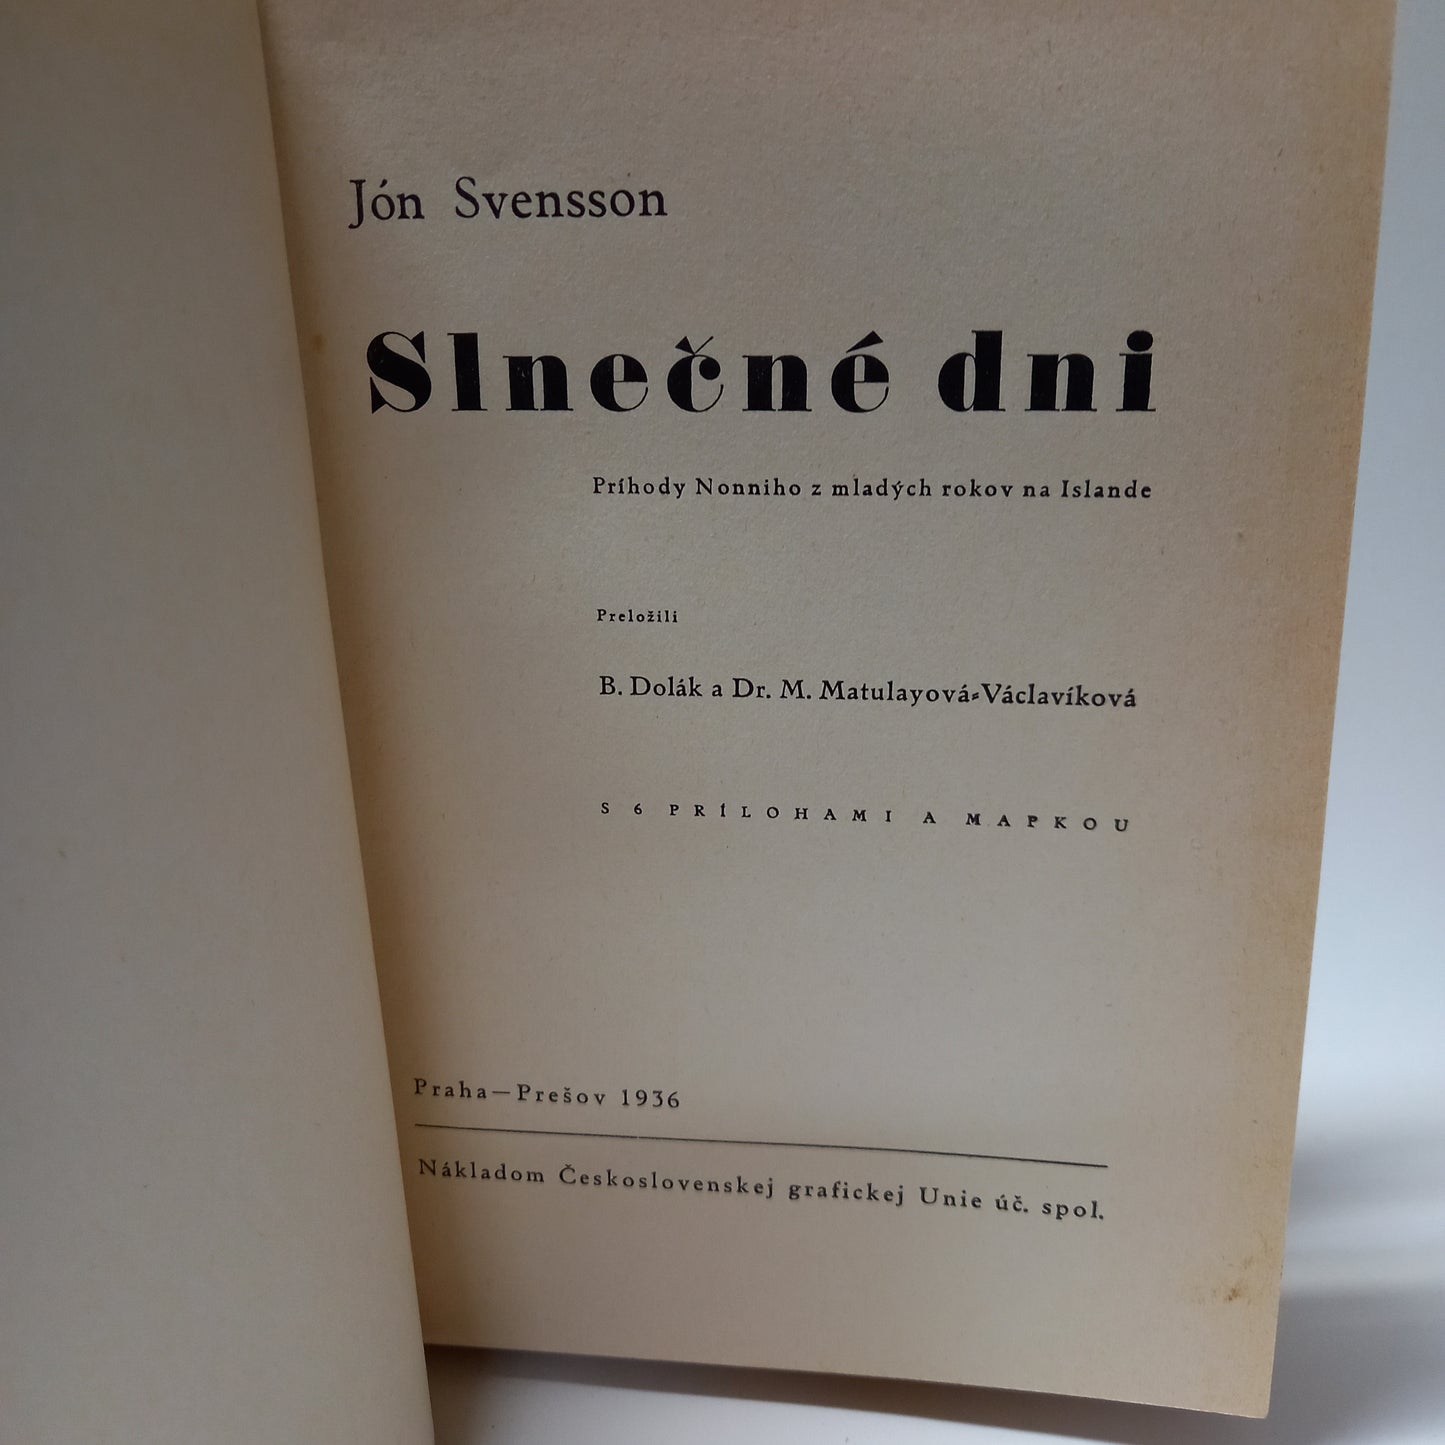 Jón Svensson
Slnečné dni
Príhody Nonniho z mladých rokov na Islande
Preložili
B. Dolák a Dr. M. Matulayová-Václavíková
S 6 PRÍLOHAMI A MAPKOU
Praha—Prešov 1936
Nákladom Československej grafickej Unie úč. spol.